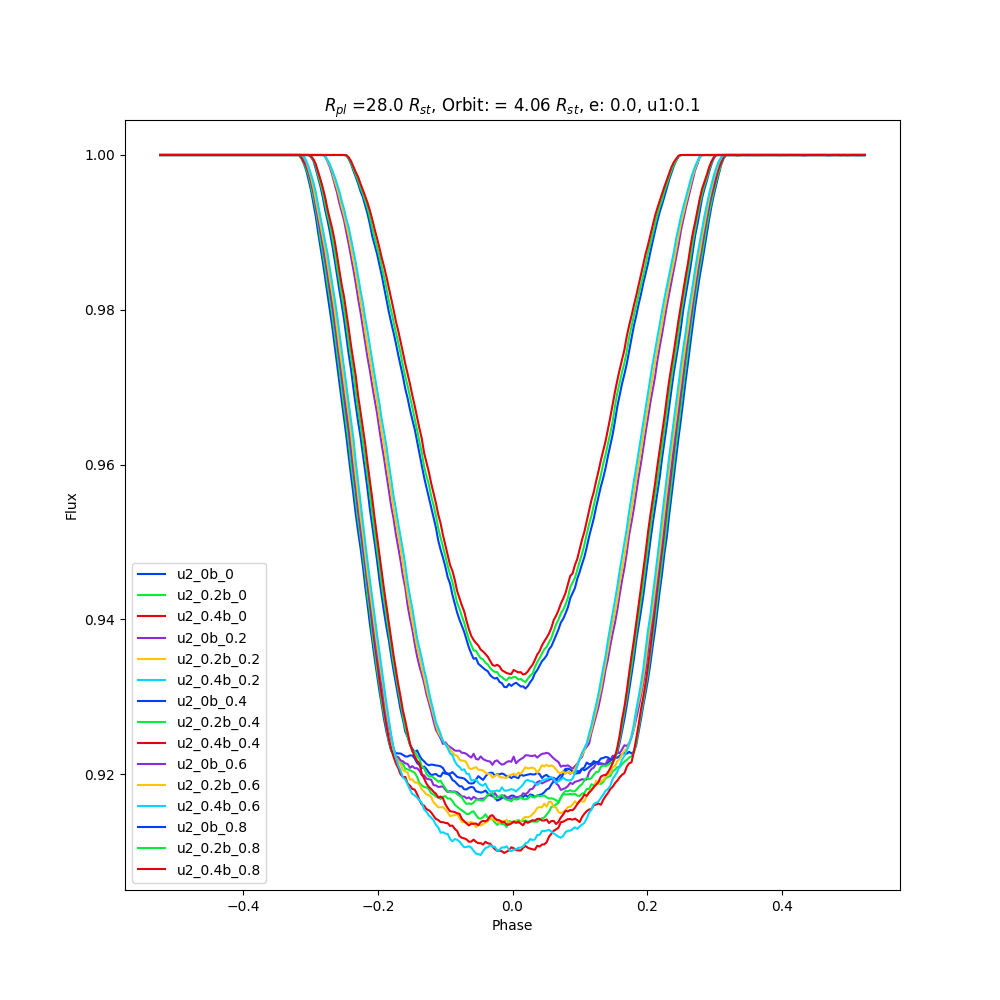 R_pl =28.0 R_st, Orbit: = 4.06 R_st, e: 0.0, u1:0.1
1.00
0.98
0.96
0.94
0.92
Flux
u2_0b_0
u2_0.2b_0
u2_0.4b_0
u2_0b_0.2
u2_0.2b_0.2
u2_0.4b_0.2
u2_0b_0.4
u2_0.2b_0.4
u2_0.4b_0.4
u2_0b_0.6
u2_0.2b_0.6
u2_0.4b_0.6
u2_0b_0.8
u2_0.2b_0.8
u2_0.4b_0.8
−0.4 −0.2 0.0 0.2 0.4
Phase